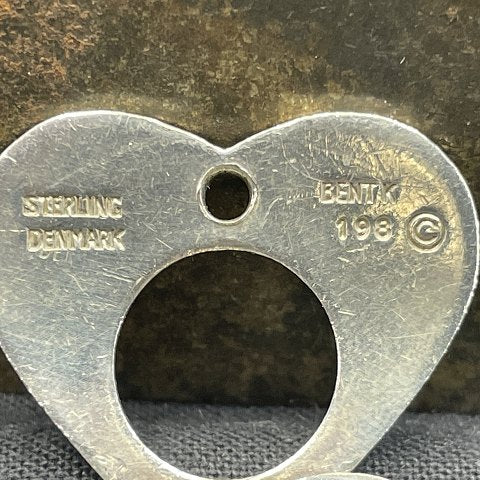 STERLING
DENMARK
BENT K
198 ©